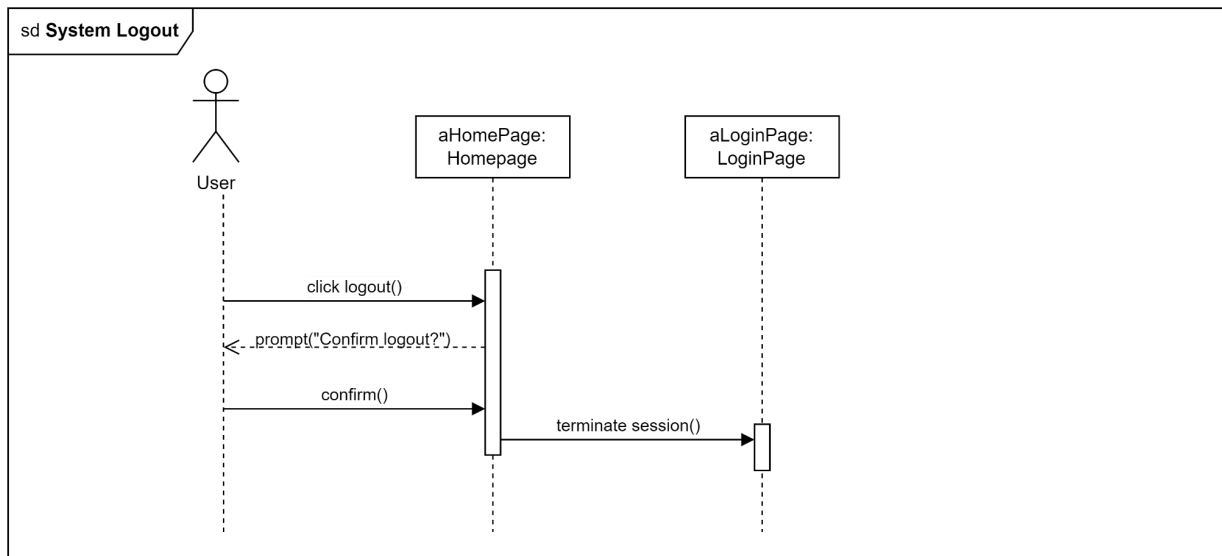 sd System Logout
User
aHomePage:
Homepage
aLoginPage:
LoginPage
click logout()
prompt("Confirm logout?")
confirm()
terminate session()